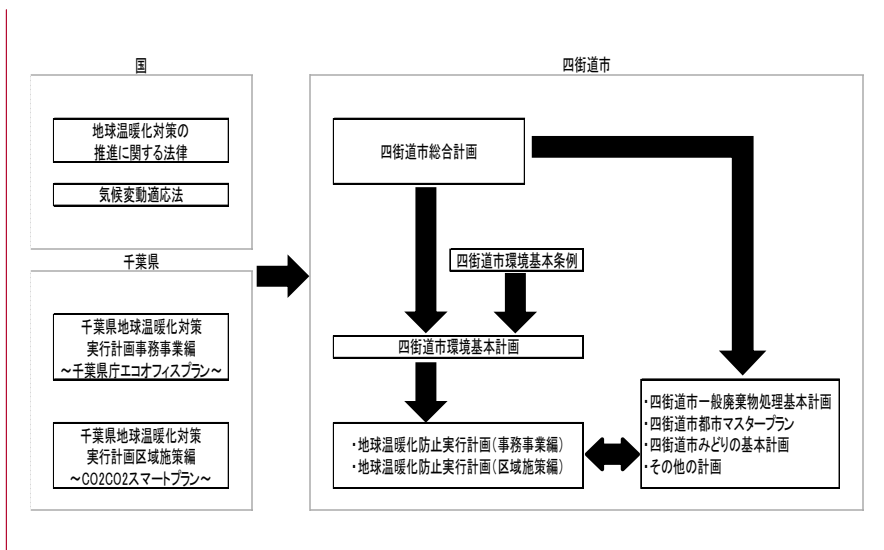 国
地球温暖化対策の
推進に関する法律
気候変動適応法
千葉県
千葉県地球温暖化対策
実行計画事務事業編
～千葉県庁エコオフィスプラン～
千葉県地球温暖化対策
実行計画区域施策編
～CO2CO2スマートプラン～
四街道市
四街道市総合計画
四街道市環境基本条例
四街道市環境基本計画
・地球温暖化防止実行計画（事務事業編）
・地球温暖化防止実行計画（区域施策編）
・四街道市一般廃棄物処理基本計画
・四街道市都市マスタープラン
・四街道市みどりの基本計画
・その他の計画